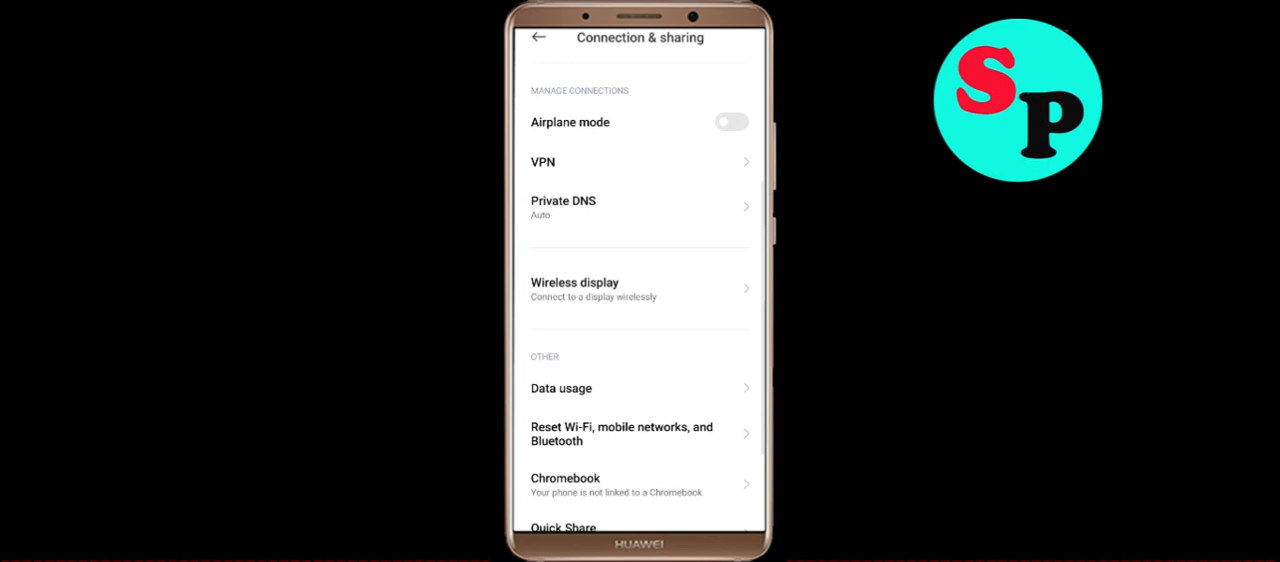 Connection & sharing
MANAGE CONNECTIONS
Airplane mode
VPN
Private DNS
Auto
Wireless display
Connect to a display wirelessly
OTHER
Data usage
Reset Wi-Fi, mobile networks, and
Bluetooth
Chromebook
Your phone is not linked to a Chromebook
Quick Share
HUAWEI
SP